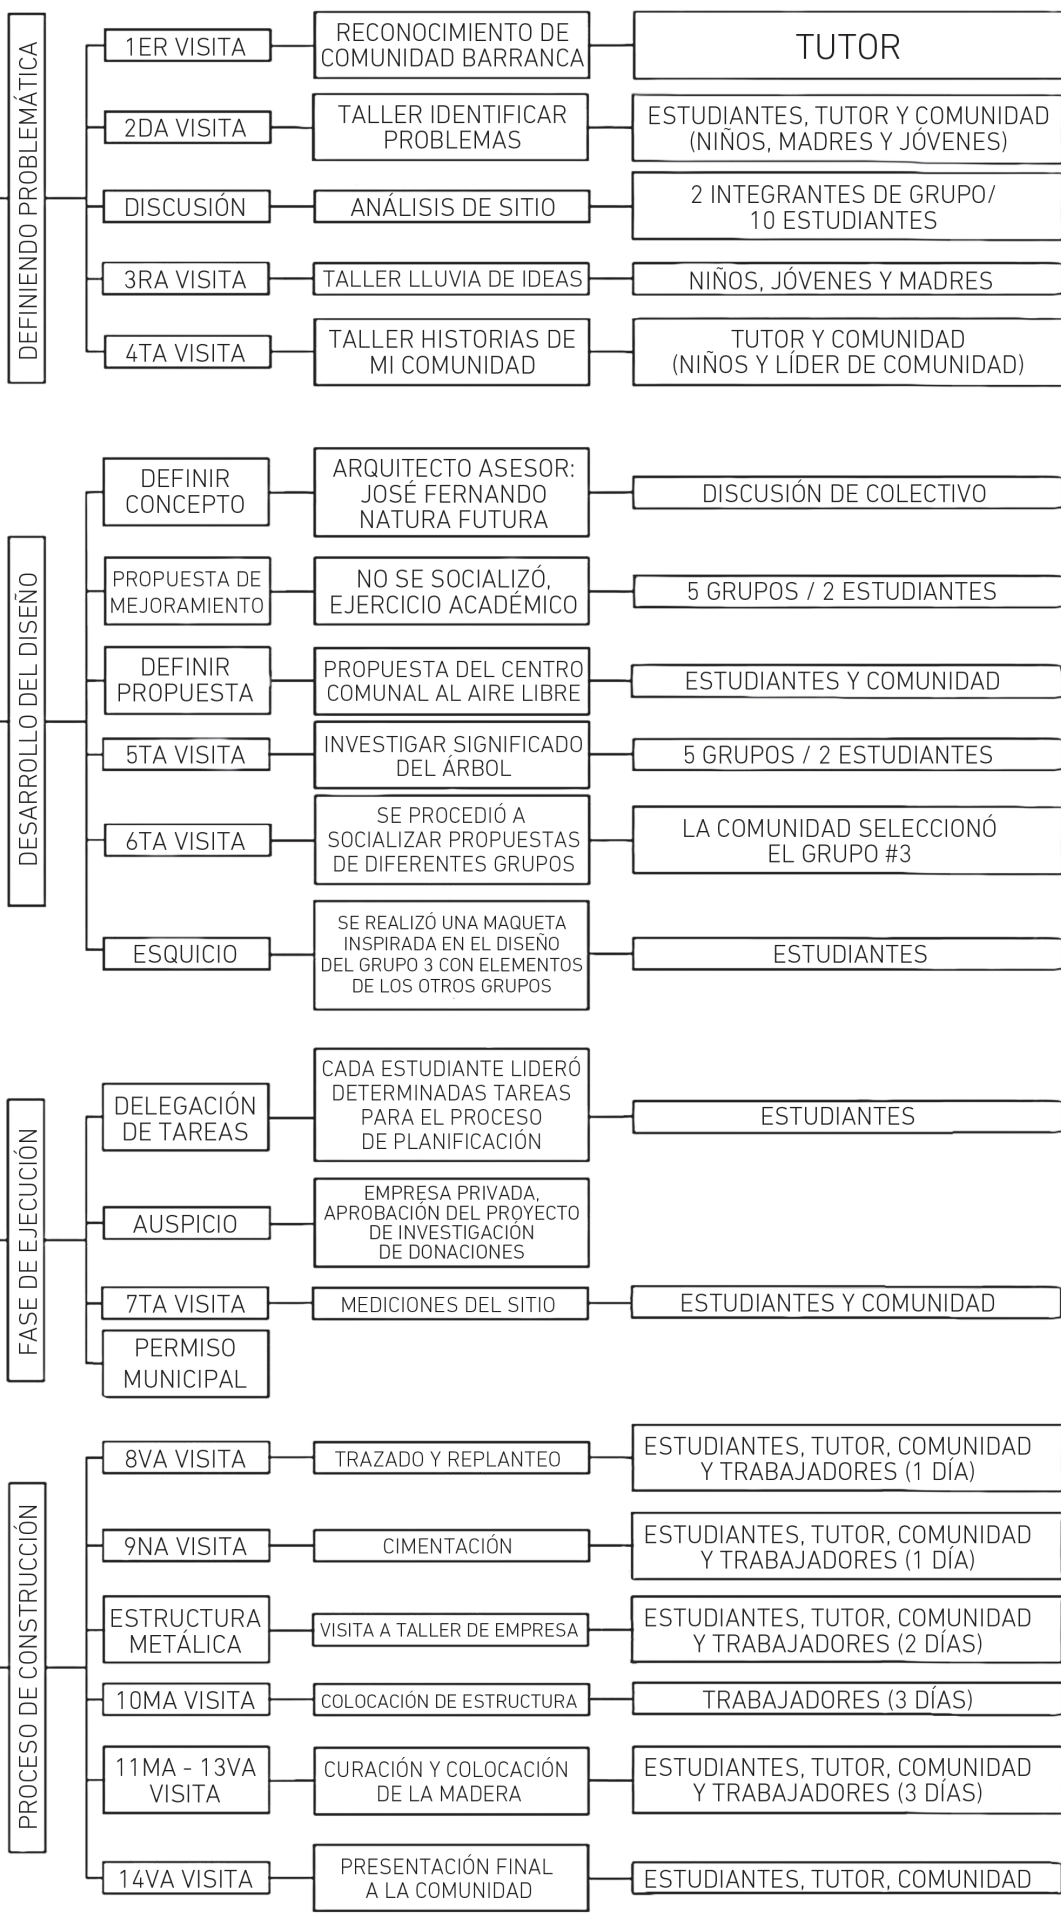 DEFINIENDO PROBLEMÁTICA
1ER VISITA
RECONOCIMIENTO DE
COMUNIDAD BARRANCA
TUTOR
2DA VISITA
TALLER IDENTIFICAR
PROBLEMAS
ESTUDIANTES, TUTOR Y COMUNIDAD
(NIÑOS, MADRES Y JÓVENES)
DISCUSIÓN
ANÁLISIS DE SITIO
2 INTEGRANTES DE GRUPO/
10 ESTUDIANTES
3RA VISITA
TALLER LLUVIA DE IDEAS
NIÑOS, JÓVENES Y MADRES
4TA VISITA
TALLER HISTORIAS DE
MI COMUNIDAD
TUTOR Y COMUNIDAD
(NIÑOS Y LÍDER DE COMUNIDAD)
DESARROLLO DEL DISEÑO
DEFINIR
CONCEPTO
ARQUITECTO ASESOR:
JOSÉ FERNANDO
NATURA FUTURA
DISCUSIÓN DE COLECTIVO
PROPUESTA DE
MEJORAMIENTO
NO SE SOCIALIZÓ,
EJERCICIO ACADÉMICO
5 GRUPOS / 2 ESTUDIANTES
DEFINIR
PROPUESTA
PROPUESTA DEL CENTRO
COMUNAL AL AIRE LIBRE
ESTUDIANTES Y COMUNIDAD
5TA VISITA
INVESTIGAR SIGNIFICADO
DEL ÁRBOL
5 GRUPOS / 2 ESTUDIANTES
6TA VISITA
SE PROCEDIÓ A
SOCIALIZAR PROPUESTAS
DE DIFERENTES GRUPOS
LA COMUNIDAD SELECCIONÓ
EL GRUPO #3
ESQUICIO
SE REALIZÓ UNA MAQUETA
INSPIRADA EN EL DISEÑO
DEL GRUPO 3 CON ELEMENTOS
DE LOS OTROS GRUPOS
ESTUDIANTES
FASE DE EJECUCIÓN
DELEGACIÓN
DE TAREAS
CADA ESTUDIANTE LIDERÓ
DETERMINADAS TAREAS
PARA EL PROCESO
DE PLANIFICACIÓN
ESTUDIANTES
AUSPICIO
EMPRESA PRIVADA,
APROBACIÓN DEL PROYECTO
DE INVESTIGACIÓN
DE DONACIONES
7TA VISITA
MEDICIONES DEL SITIO
ESTUDIANTES Y COMUNIDAD
PERMISO
MUNICIPAL
PROCESO DE CONSTRUCCIÓN
8VA VISITA
TRAZADO Y REPLANTEO
ESTUDIANTES, TUTOR, COMUNIDAD
Y TRABAJADORES (1 DÍA)
9NA VISITA
CIMENTACIÓN
ESTUDIANTES, TUTOR, COMUNIDAD
Y TRABAJADORES (1 DÍA)
ESTRUCTURA
METÁLICA
VISITA A TALLER DE EMPRESA
ESTUDIANTES, TUTOR, COMUNIDAD
Y TRABAJADORES (2 DÍAS)
10MA VISITA
COLOCACIÓN DE ESTRUCTURA
TRABAJADORES (3 DÍAS)
11MA - 13VA
VISITA
CURACIÓN Y COLOCACIÓN
DE LA MADERA
ESTUDIANTES, TUTOR, COMUNIDAD
Y TRABAJADORES (3 DÍAS)
14VA VISITA
PRESENTACIÓN FINAL
A LA COMUNIDAD
ESTUDIANTES, TUTOR, COMUNIDAD